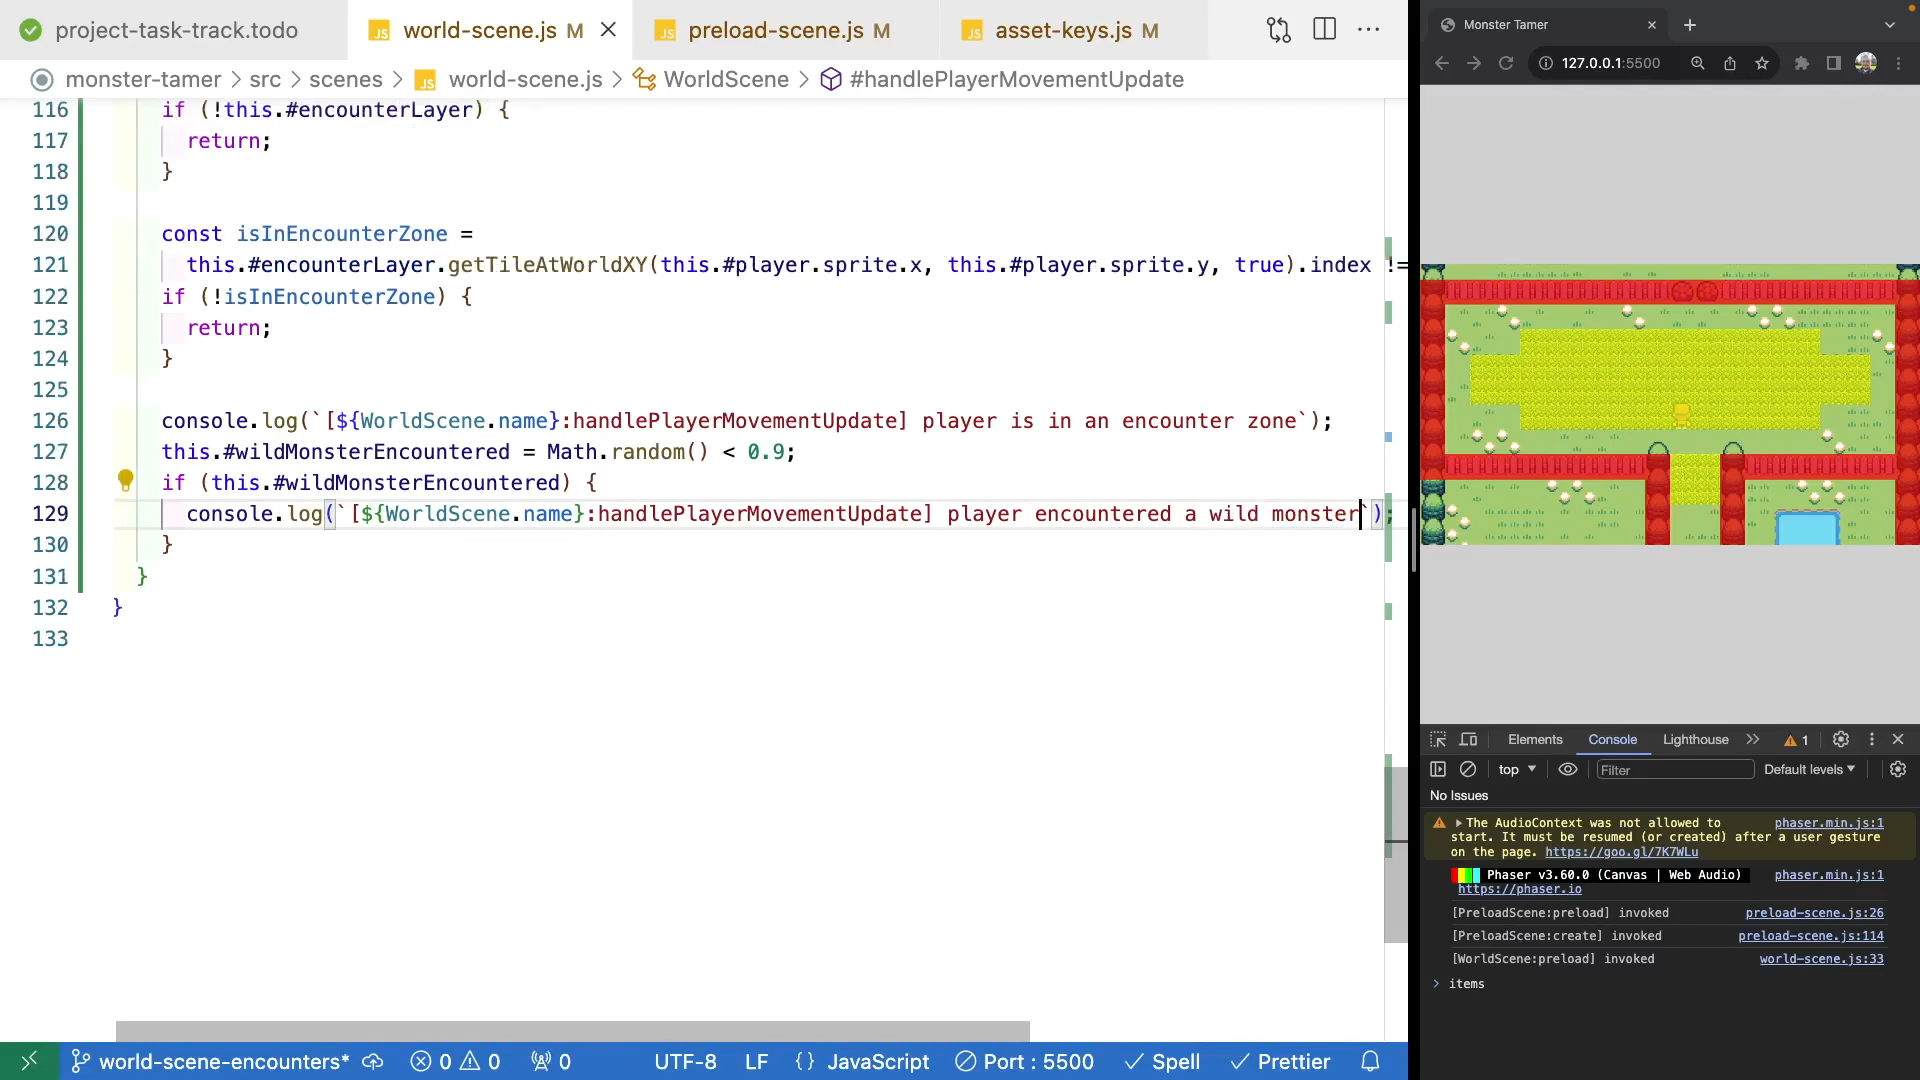 project-task-track.todo
JS world-scene.js M
JS preload-scene.js M
JS asset-keys.js M
monster-tamer > src > scenes > JS world-scene.js > WorldScene > #handlePlayerMovementUpdate
116 if (!this.#encounterLayer) {
117 return;
118 }
119
120 const isInEncounterZone =
121 this.#encounterLayer.getTileAtWorldXY(this.#player.sprite.x, this.#player.sprite.y, true).index !=
122 if (!isInEncounterZone) {
123 return;
124 }
125
126 console.log(`[${WorldScene.name}:handlePlayerMovementUpdate] player is in an encounter zone`);
127 this.#wildMonsterEncountered = Math.random() < 0.9;
128 if (this.#wildMonsterEncountered) {
129 console.log(`[${WorldScene.name}:handlePlayerMovementUpdate] player encountered a wild monster`);
130 }
131 }
132 }
133
world-scene-encounters* 0 0 0 UTF-8 LF {} JavaScript Port : 5500 Spell Prettier
Monster Tamer
127.0.0.1:5500
Elements Console Lighthouse 1
top Filter Default levels
No Issues
The AudioContext was not allowed to phaser.min.js:1
start. It must be resumed (or created) after a user gesture
on the page. https://goo.gl/7K7WLu
Phaser v3.60.0 (Canvas | Web Audio) phaser.min.js:1
https://phaser.io
[PreloadScene:preload] invoked preload-scene.js:26
[PreloadScene:create] invoked preload-scene.js:114
[WorldScene:preload] invoked world-scene.js:33
> items